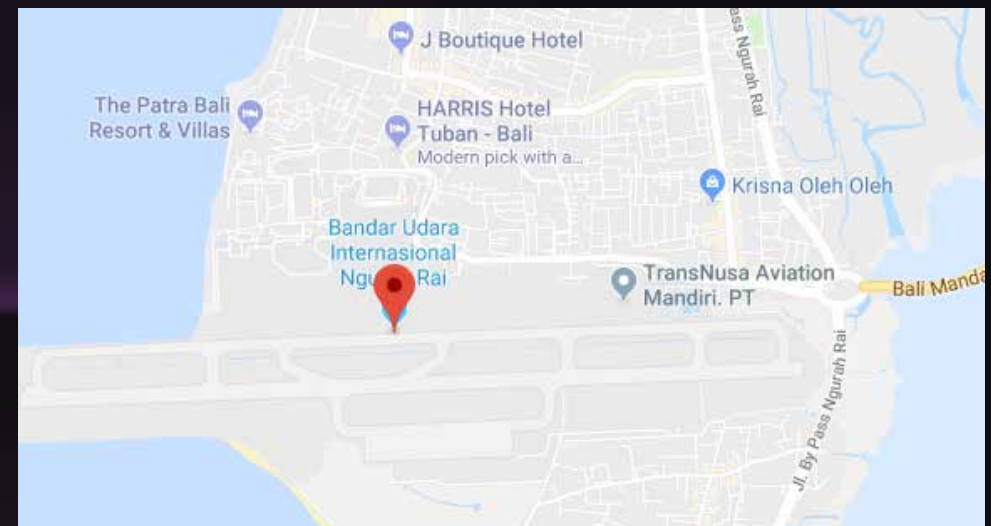 J Boutique Hotel
ass Ngurah Rai
The Patra Bali
Resort & Villas
HARRIS Hotel
Tuban - Bali
Modern pick with a...
Krisna Oleh Oleh
Bandar Udara
Internasional
Ngu Rai
TransNusa Aviation
Mandiri. PT
Bali Manda
Jl. By Pass Ngurah Rai